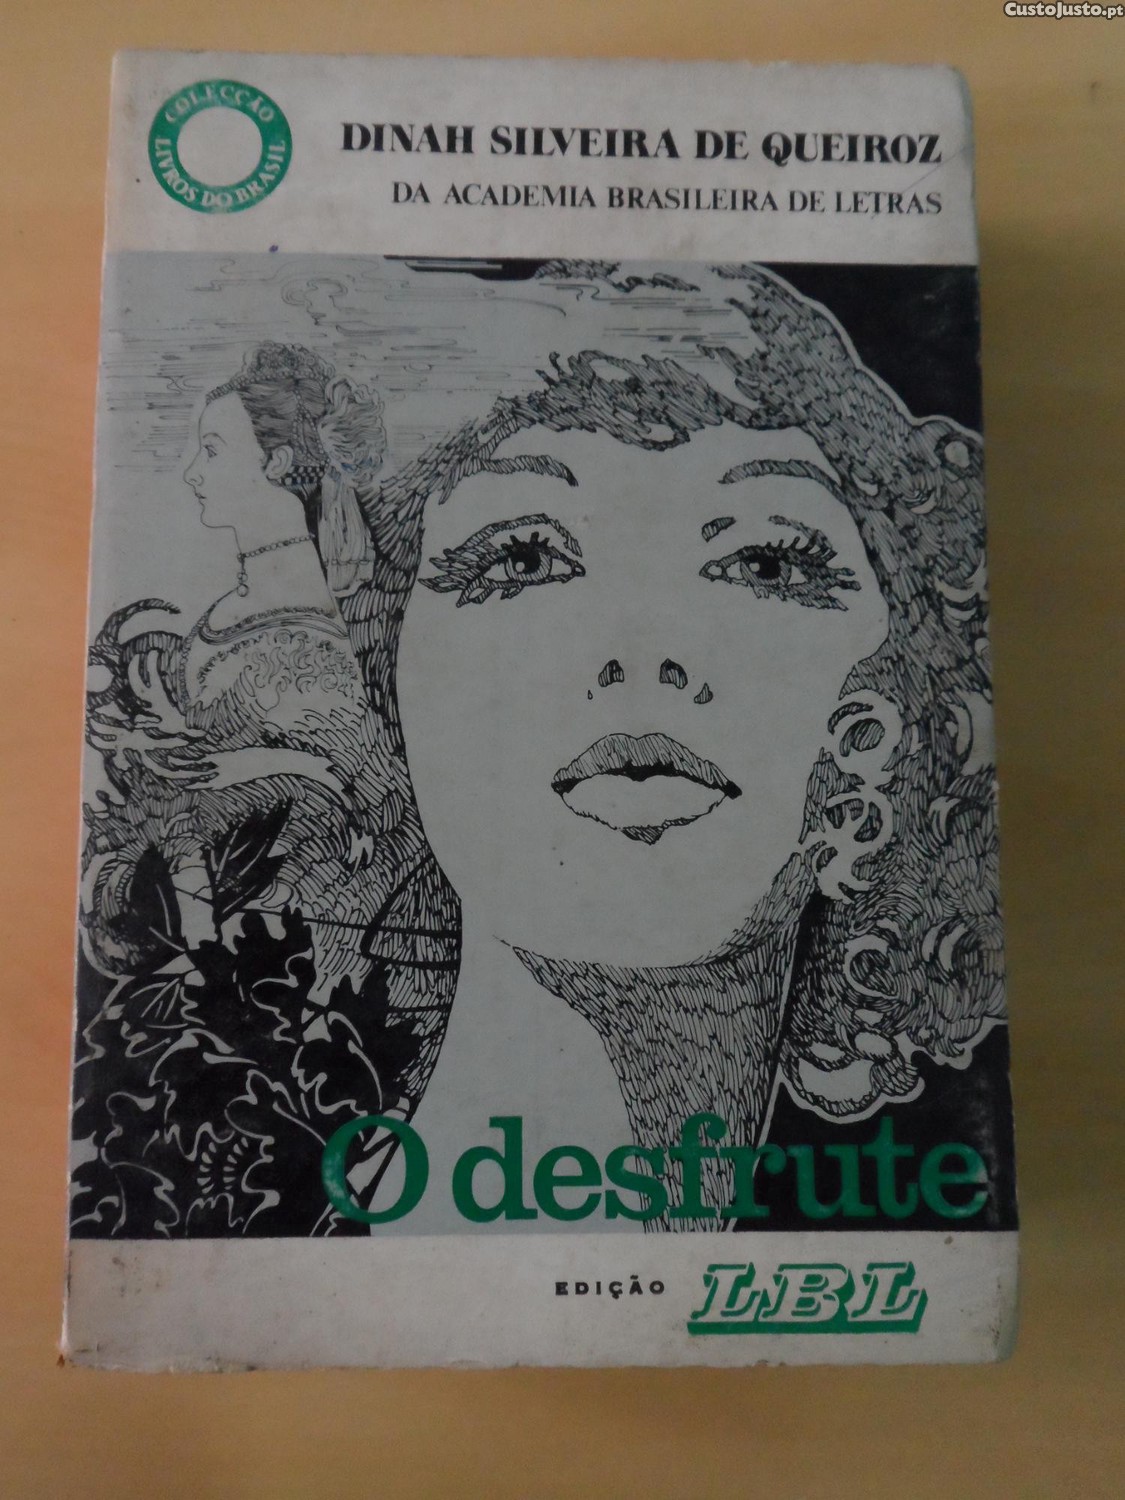 CustoJusto.pt
COLECÇÃO
LIVROS DO BRASIL
DINAH SILVEIRA DE QUEIROZ
DA ACADEMIA BRASILEIRA DE LETRAS
O desfrute
EDIÇÃO LBL